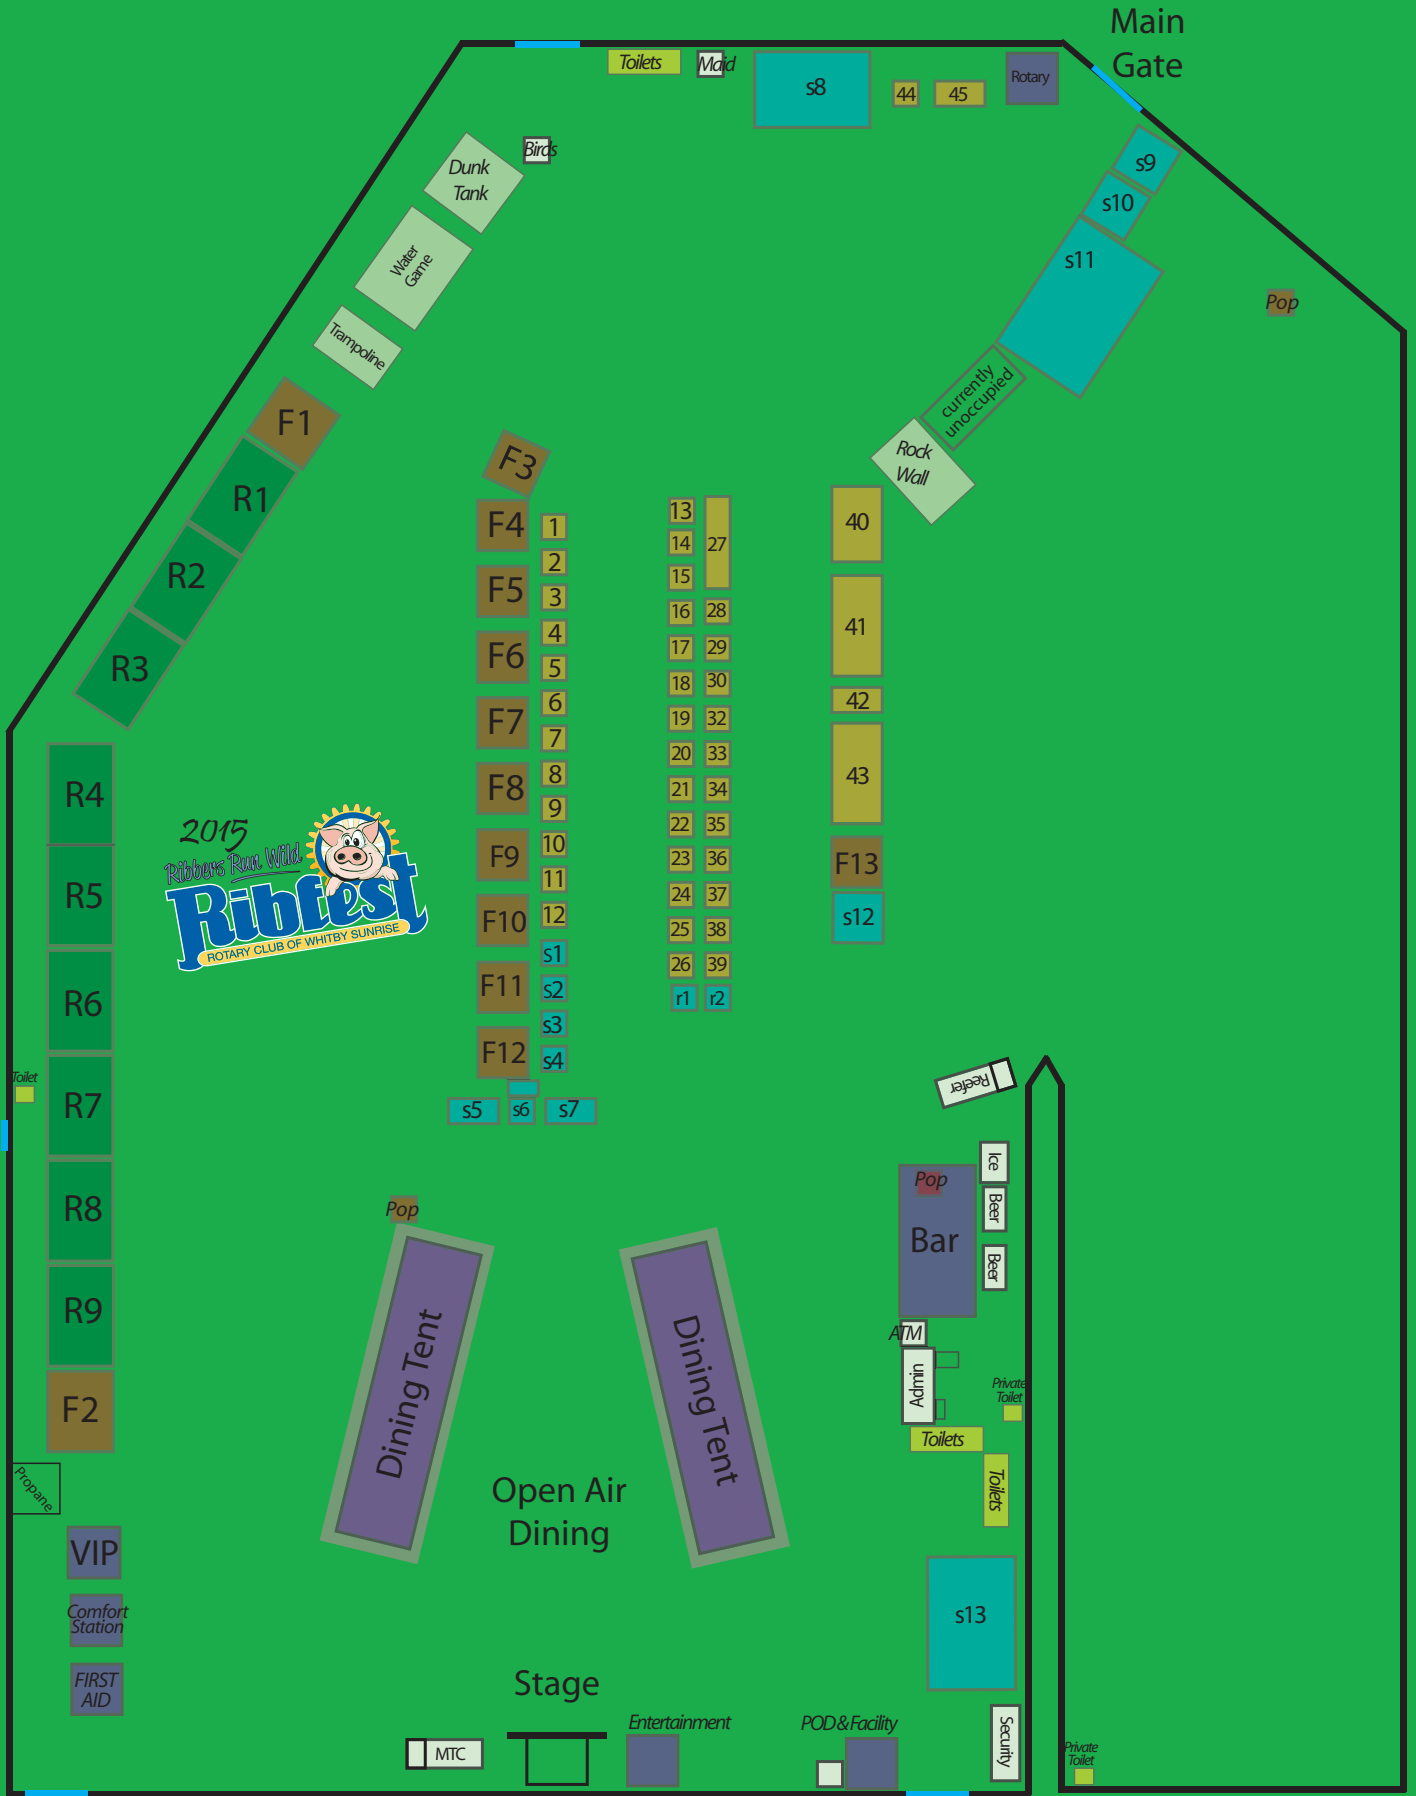 Main
Gate
Toilets
Maid
s8
44
45
Rotary
Birds
Dunk
Tank
s9
s10
s11
Water
Game
Pop
Trampoline
currently
unoccupied
F1
Rock
Wall
F3
R1
R2
R3
F4
F5
F6
F7
F8
F9
F10
F11
F12
1
2
3
4
5
6
7
8
9
10
11
12
s1
s2
s3
s4
s5
s6
s7
13
14
15
16
17
18
19
20
21
22
23
24
25
26
r1
27
28
29
30
32
33
34
35
36
37
38
39
r2
40
41
42
43
F13
s12
R4
R5
R6
Toilet
R7
R8
R9
F2
Propane
2015
Ribbers Run Wild
Ribfest
ROTARY CLUB OF WHITBY SUNRISE
Reefer
Ice
Beer
Beer
Pop
Bar
ATM
Admin
Private
Toilet
Toilets
Toilets
Pop
Dining Tent
Dining Tent
Open Air
Dining
VIP
Comfort
Station
FIRST
AID
s13
Stage
MTC
Entertainment
POD & Facility
Security
Private
Toilet